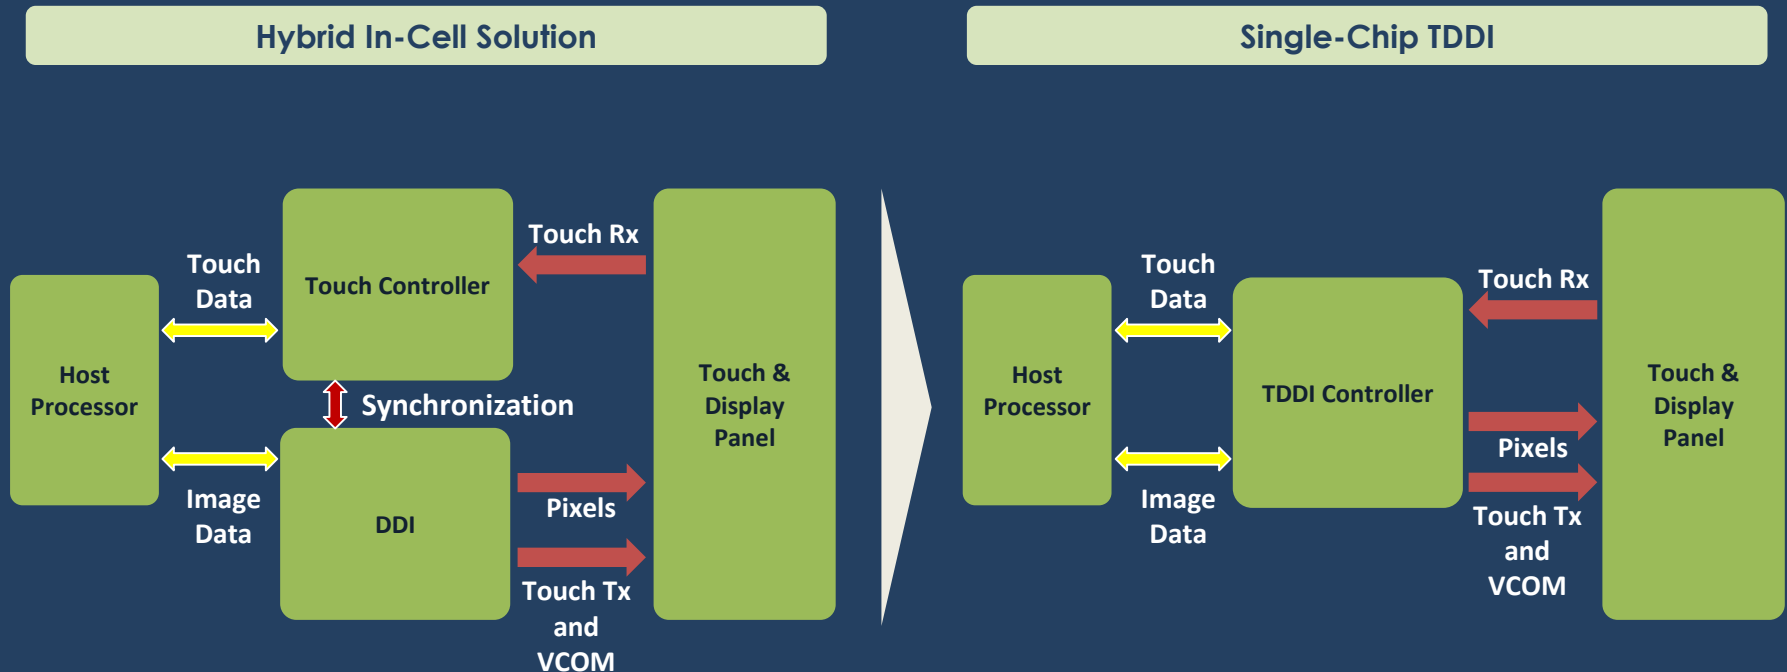 Hybrid In-Cell Solution
Single-Chip TDDI
Host
Processor
Touch
Data
Image
Data
Touch Controller
Synchronization
DDI
Touch Rx
Pixels
Touch Tx
and
VCOM
Touch &
Display
Panel
Host
Processor
Touch
Data
Image
Data
TDDI Controller
Touch Rx
Pixels
Touch Tx
and
VCOM
Touch &
Display
Panel